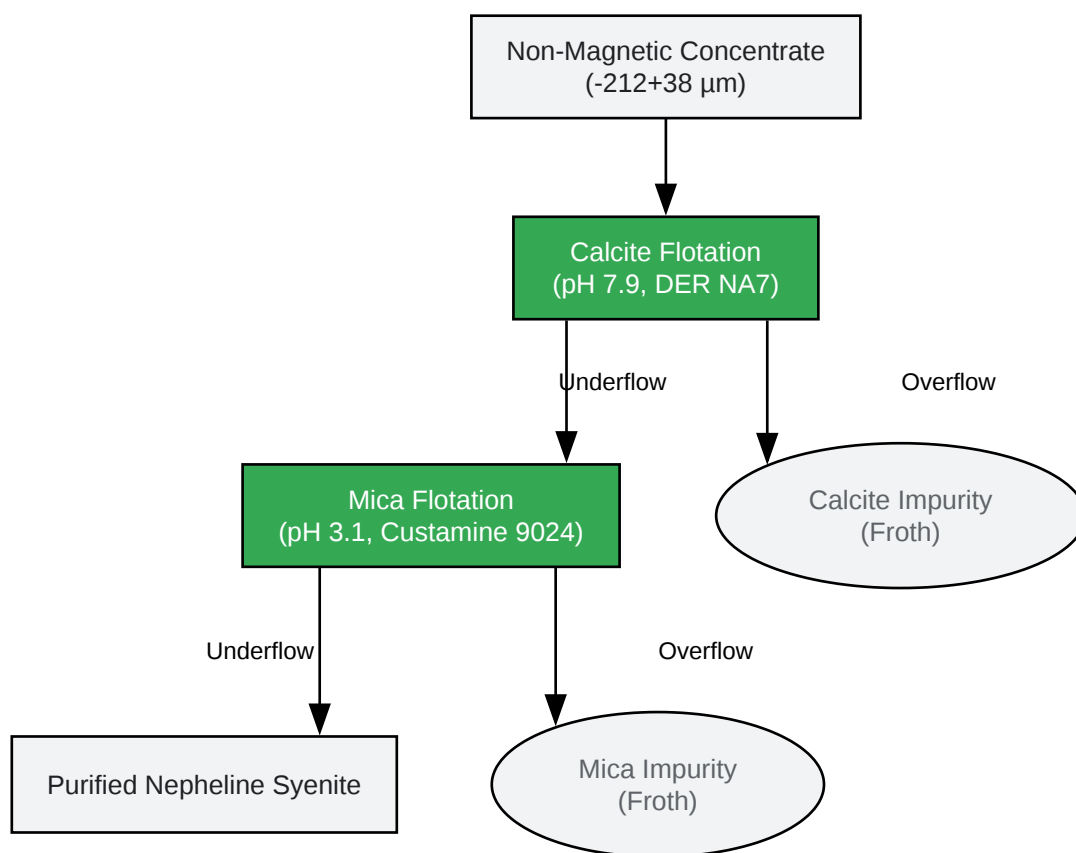 Non-Magnetic Concentrate
(-212+38 µm)
Calcite Flotation
(pH 7.9, DER NA7)
Underflow
Overflow
Mica Flotation
(pH 3.1, Custamine 9024)
Calcite Impurity
(Froth)
Underflow
Overflow
Purified Nepheline Syenite
Mica Impurity
(Froth)